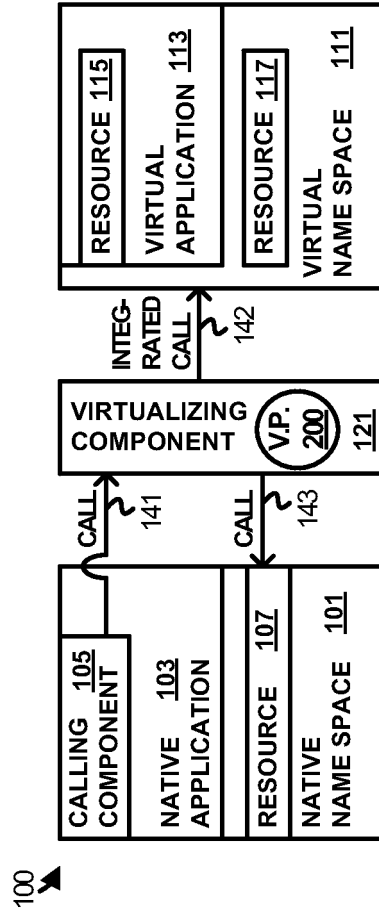 100
CALLING
COMPONENT 105
NATIVE 103
APPLICATION
RESOURCE 107
NATIVE 101
NAME SPACE
CALL
141
CALL
143
VIRTUALIZING
COMPONENT
V.P.
200
121
INTEG-
RATED
CALL
142
RESOURCE 115
VIRTUAL 113
APPLICATION
RESOURCE 117
VIRTUAL 111
NAME SPACE